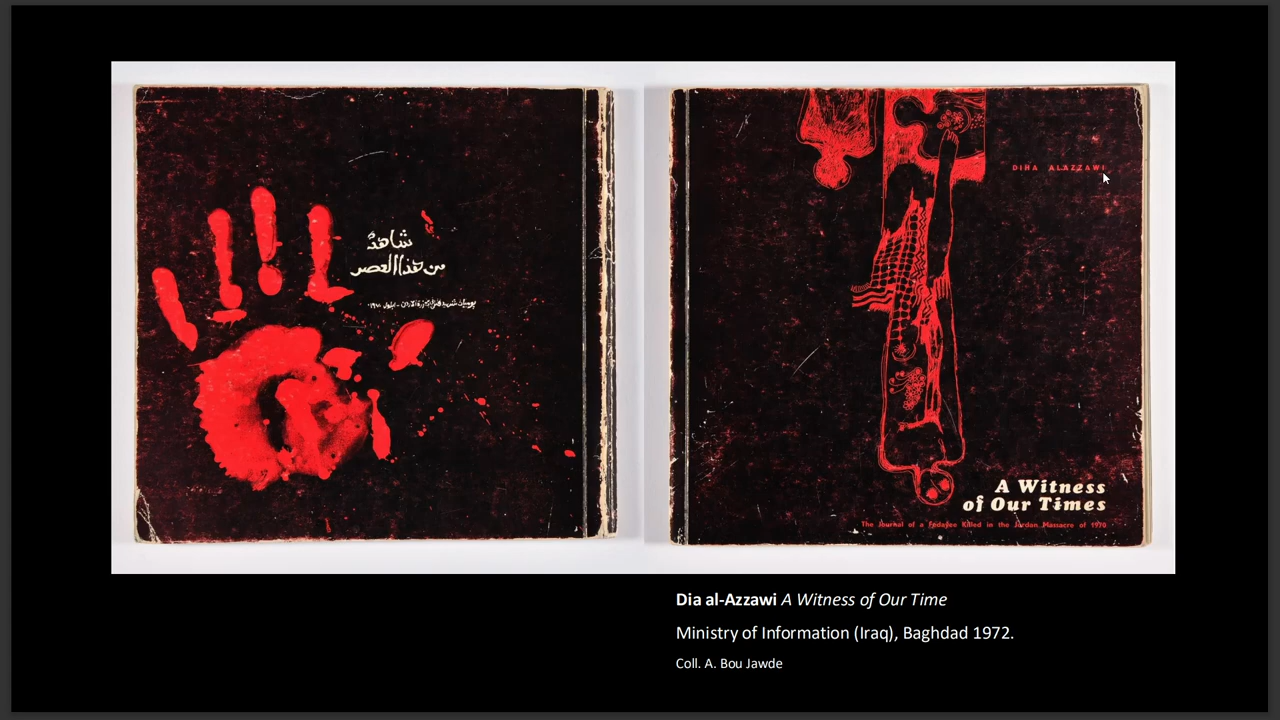 شاهد
من هذا العصر
DIHA ALAZZAWI
A Witness
of Our Times
The Journal of a Fedayee Killed in the Jordan Massacre of 1970
Dia al-Azzawi A Witness of Our Time
Ministry of Information (Iraq), Baghdad 1972.
Coll. A. Bou Jawde